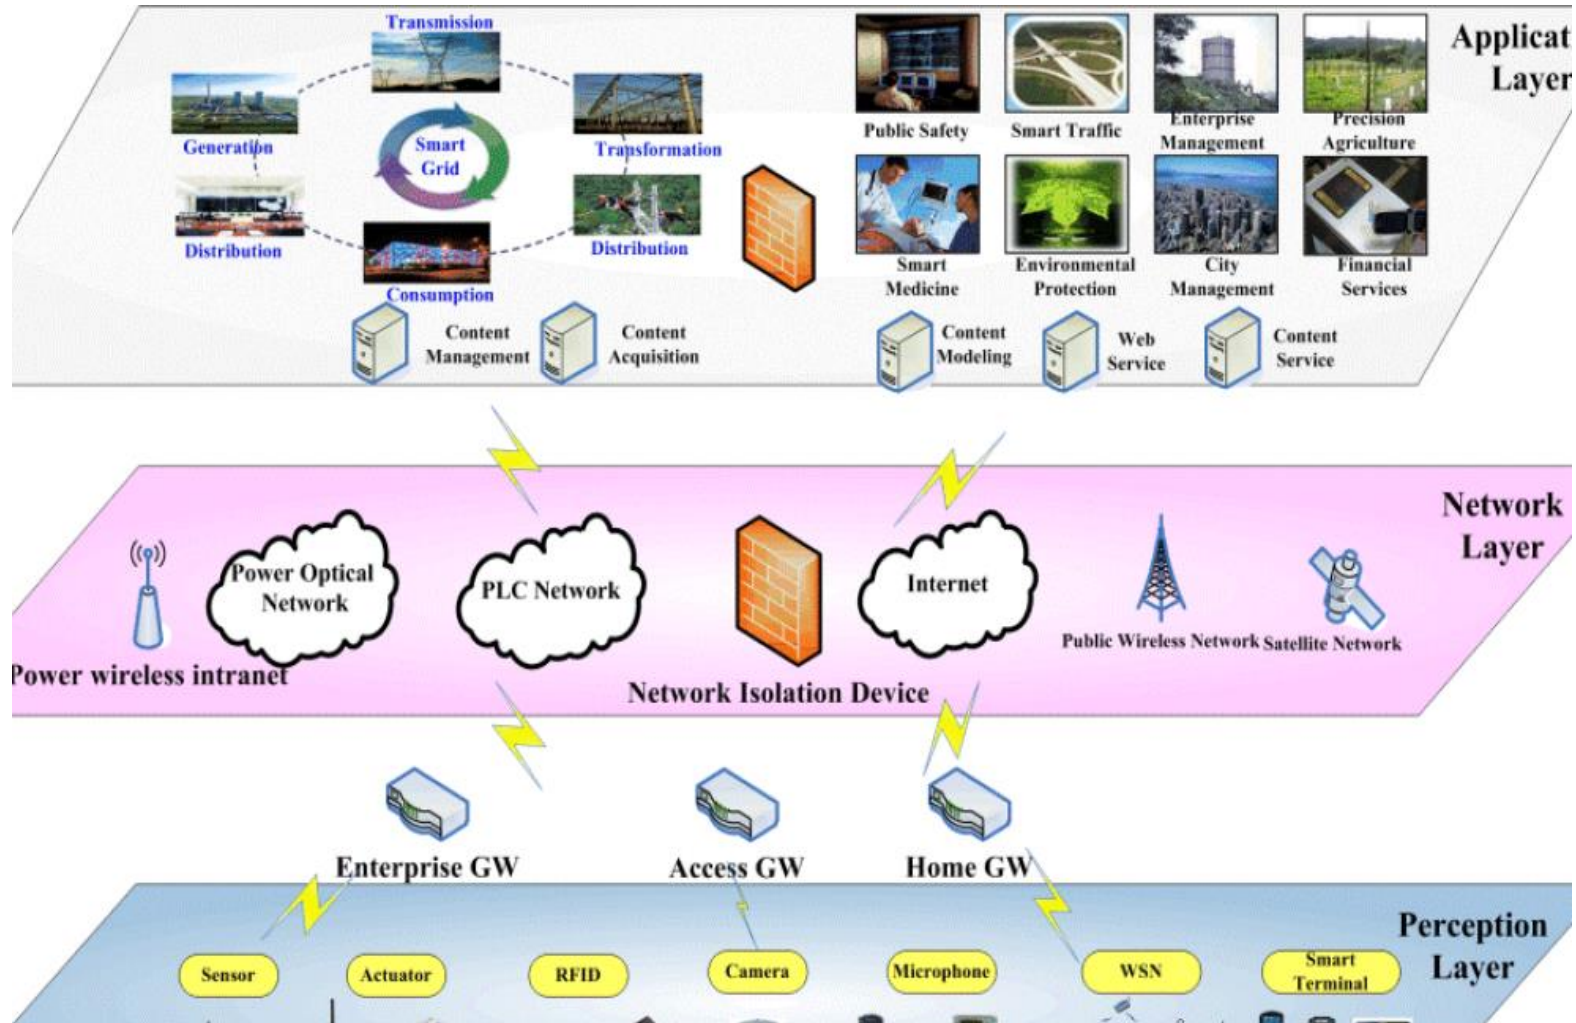 Transmission
Applicat
Layer
Generation
Smart
Grid
Transformation
Distribution
Distribution
Consumption
Public Safety
Smart Traffic
Enterprise
Management
Precision
Agriculture
Smart
Medicine
Environmental
Protection
City
Management
Financial
Services
Content
Management
Content
Acquisition
Content
Modeling
Web
Service
Content
Service
Network
Layer
Power Optical
Network
PLC Network
Internet
Power wireless intranet
Public Wireless Network
Satellite Network
Network Isolation Device
Enterprise GW
Access GW
Home GW
Perception
Layer
Sensor
Actuator
RFID
Camera
Microphone
WSN
Smart
Terminal